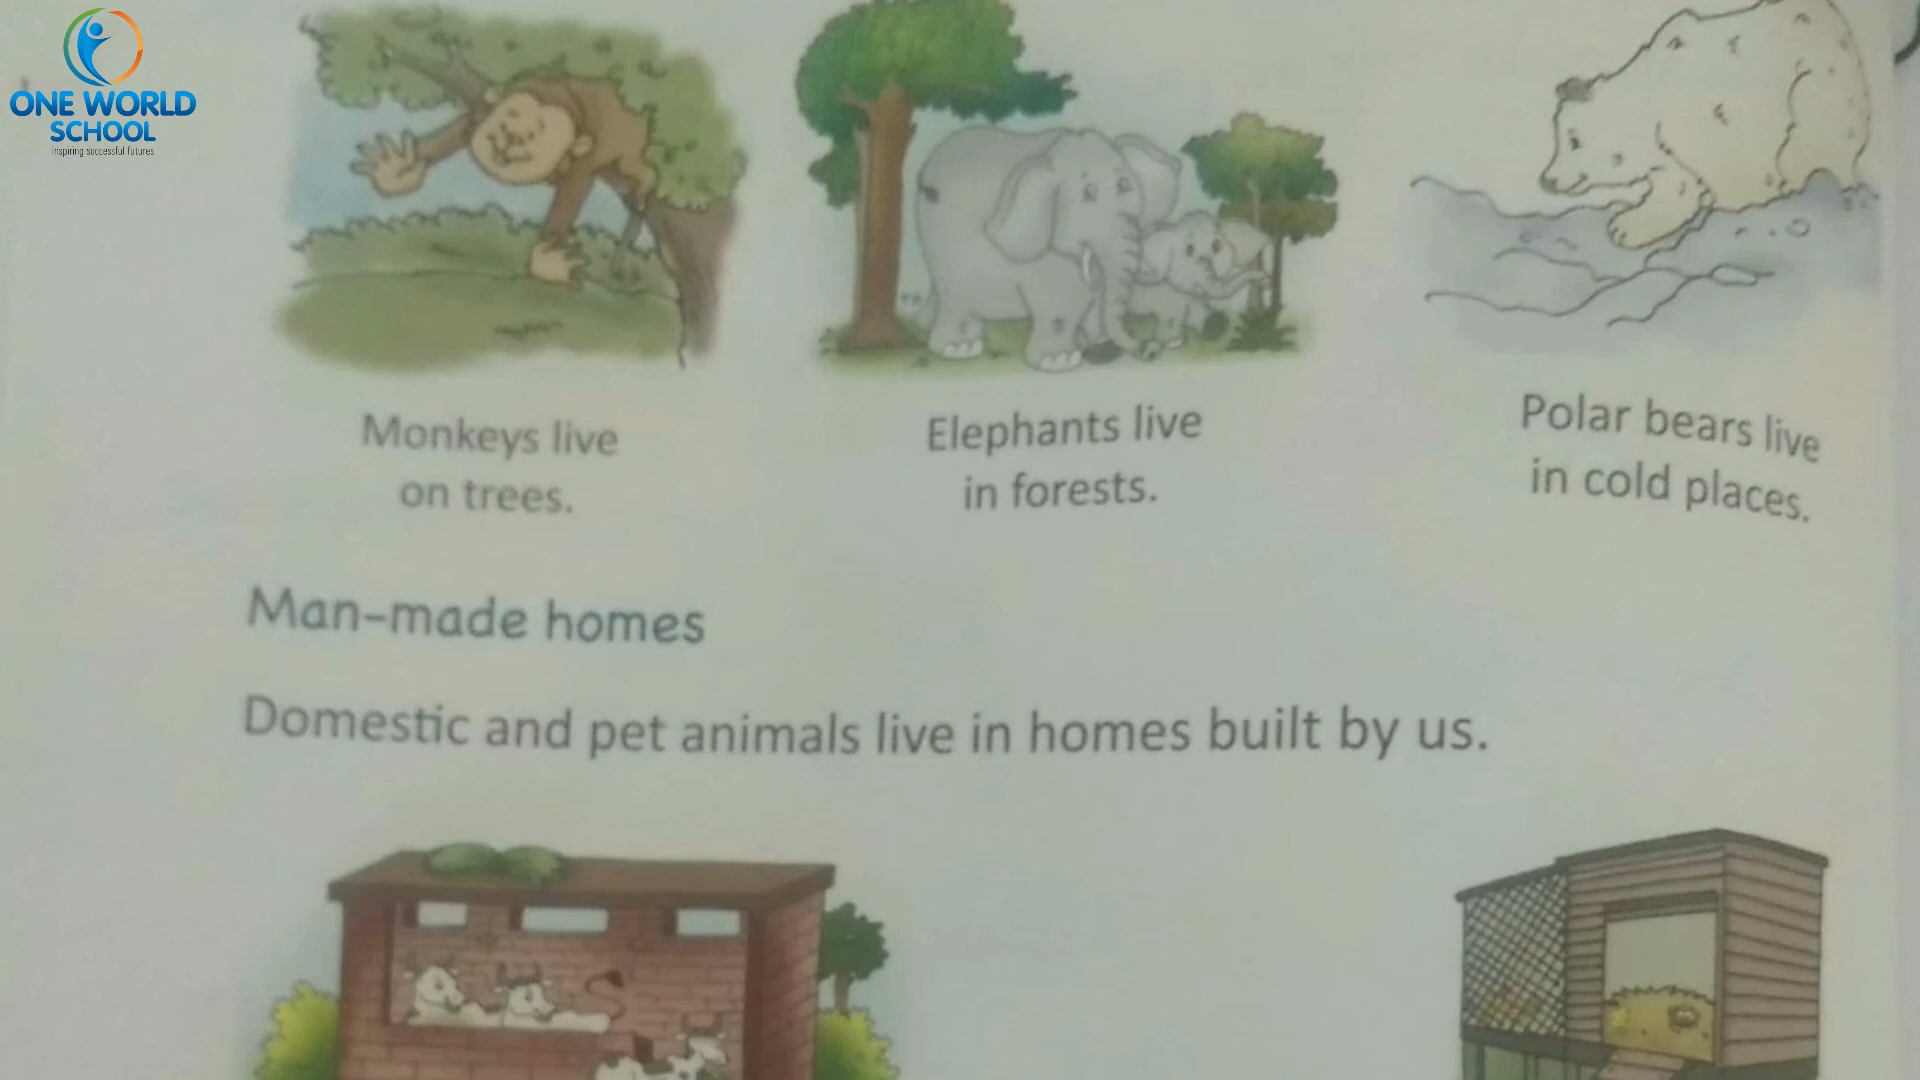 ONE WORLD
SCHOOL
Inspiring successful futures
Monkeys live
on trees.
Elephants live
in forests.
Polar bears live
in cold places.
Man-made homes
Domestic and pet animals live in homes built by us.